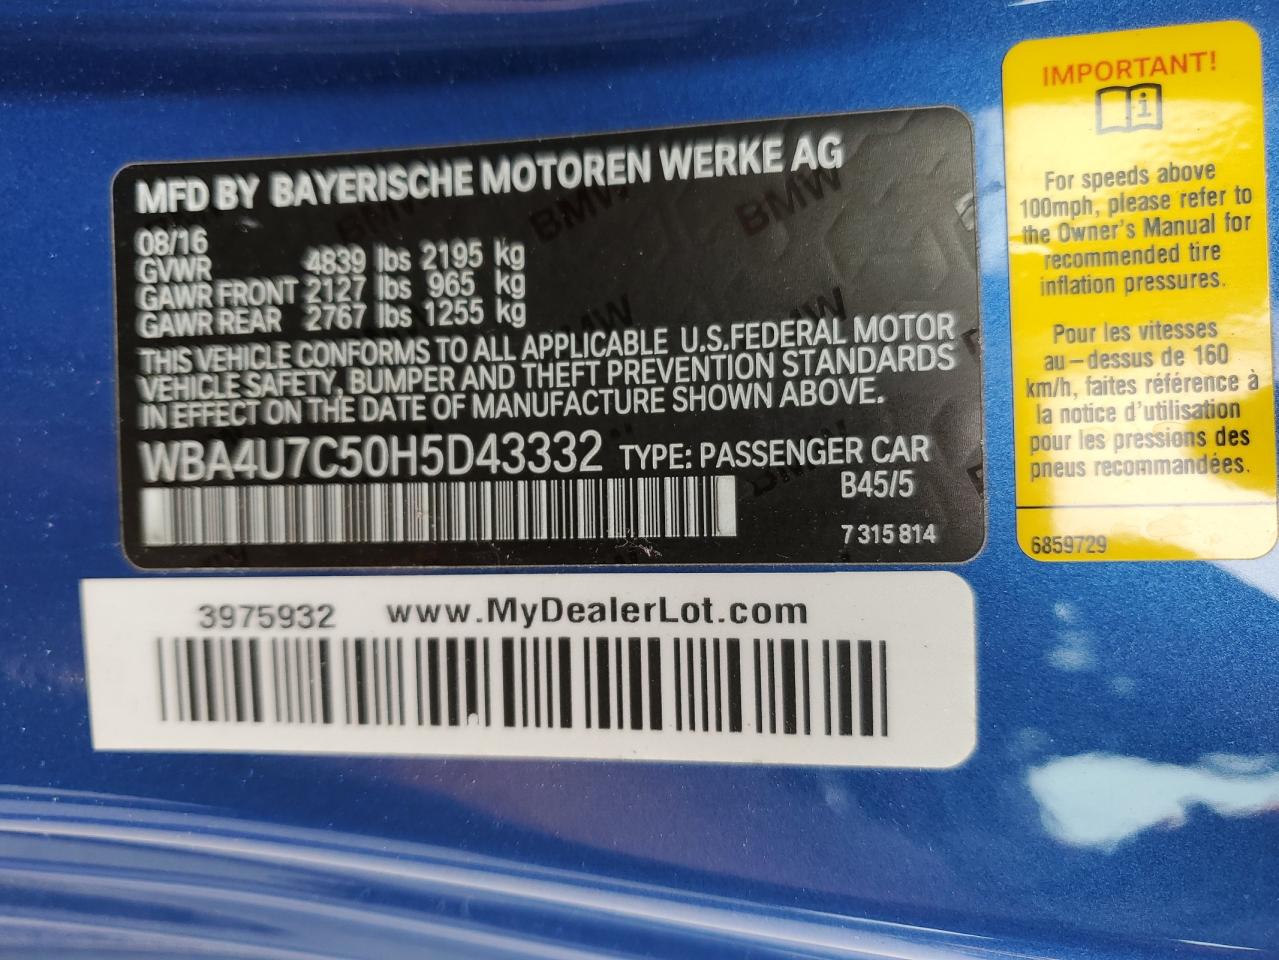 MFD BY BAYERISCHE MOTOREN WERKE AG
08/16
GVWR 4839 lbs 2195 kg
GAWR FRONT 2127 lbs 965 kg
GAWR REAR 2767 lbs 1255 kg
THIS VEHICLE CONFORMS TO ALL APPLICABLE U.S.FEDERAL MOTOR
VEHICLE SAFETY, BUMPER AND THEFT PREVENTION STANDARDS
IN EFFECT ON THE DATE OF MANUFACTURE SHOWN ABOVE.
WBA4U7C50H5D43332 TYPE: PASSENGER CAR
B45/5
7 315 814
BMW BMW
BMW
3975932 www.MyDealerLot.com
IMPORTANT!
i
For speeds above
100mph, please refer to
the Owner's Manual for
recommended tire
inflation pressures.
Pour les vitesses
au-dessus de 160
km/h, faites référence à
la notice d'utilisation
pour les pressions des
pneus recommandées.
6859729